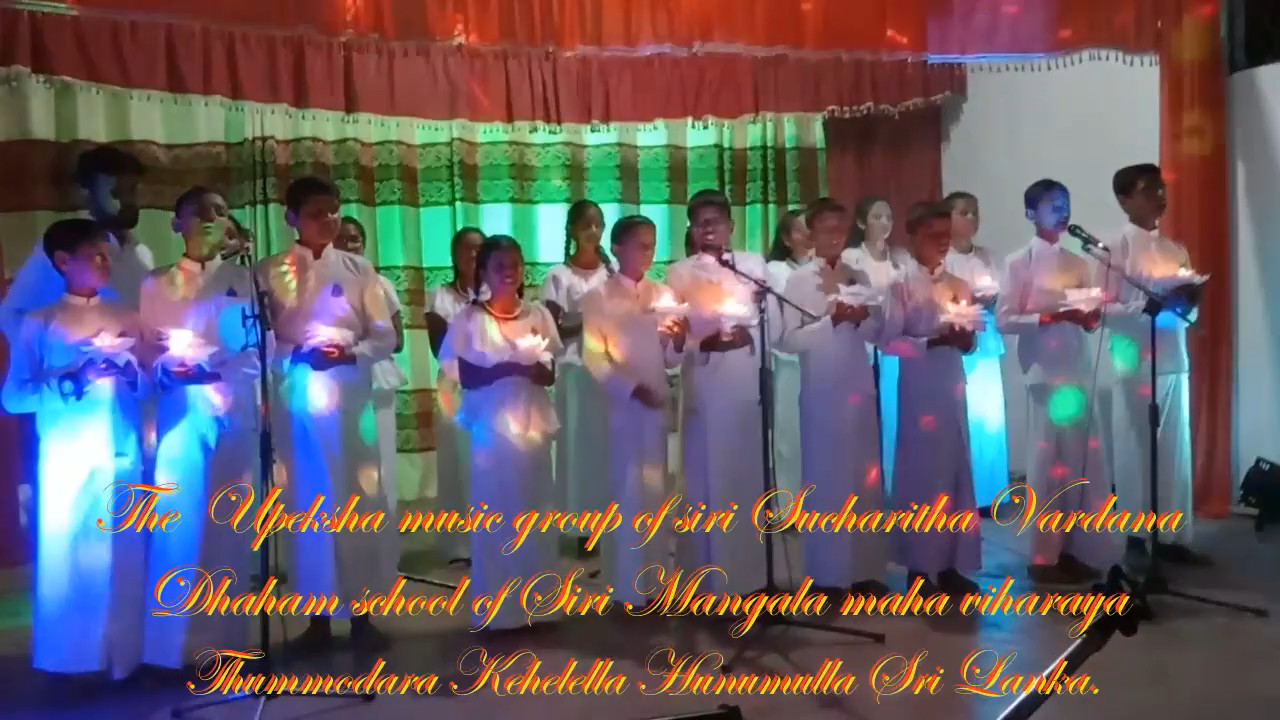 The Upeksha music group of siri Sucharitha Vardana
Dhaham school of Siri Mangala maha viharaya
Thummodara Kehelella Hunumulla Sri Lanka.